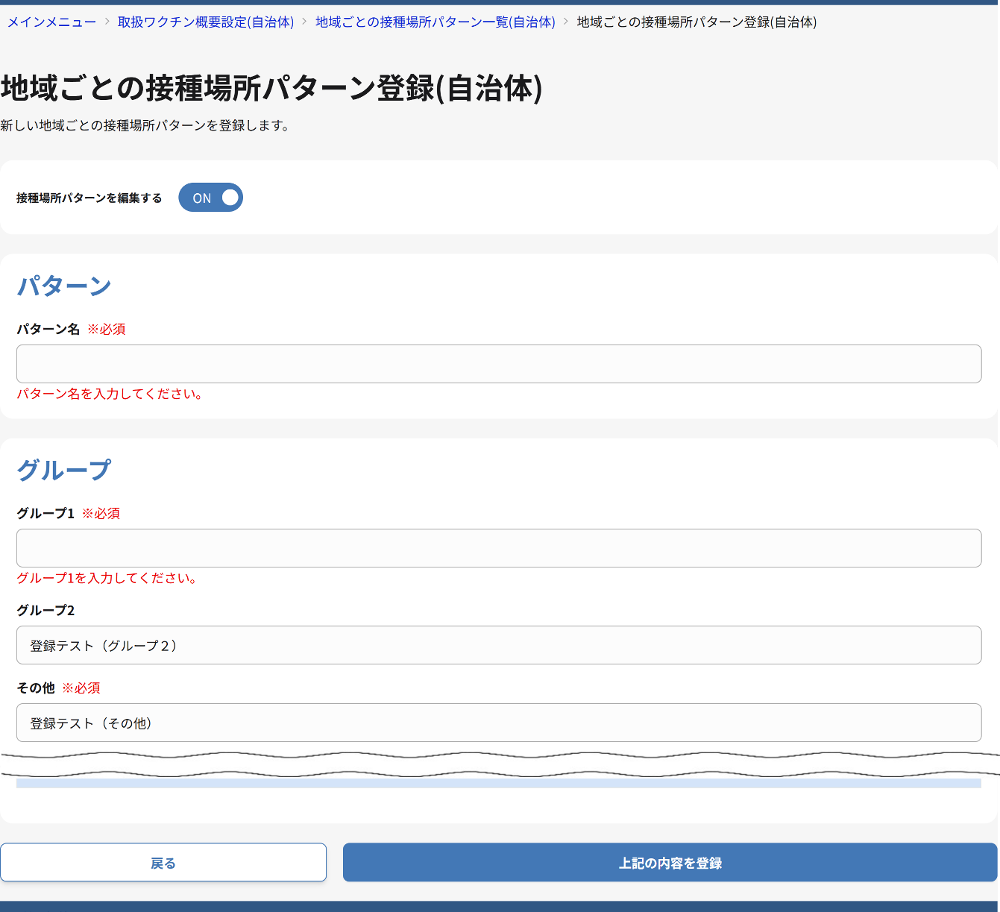 メインメニュー > 取扱ワクチン概要設定(自治体) > 地域ごとの接種場所パターン一覧(自治体) > 地域ごとの接種場所パターン登録(自治体)
地域ごとの接種場所パターン登録(自治体)
新しい地域ごとの接種場所パターンを登録します。
接種場所パターンを編集する ON
パターン
パターン名 ※必須
パターン名を入力してください。
グループ
グループ1 ※必須
グループ1を入力してください。
グループ2
登録テスト（グループ２）
その他 ※必須
登録テスト（その他）
戻る 上記の内容を登録